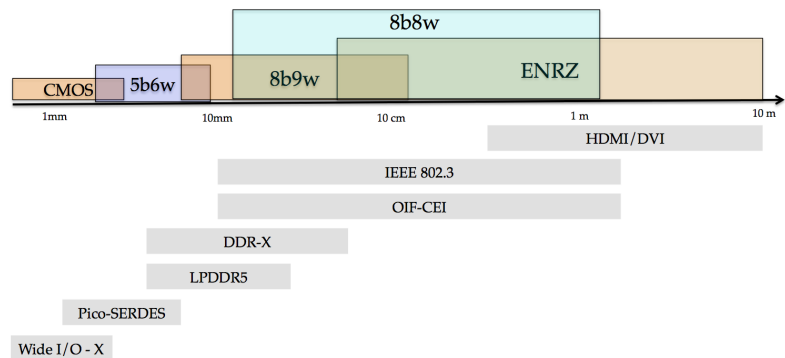 8b8w
CMOS
5b6w
8b9w
ENRZ
1mm
10mm
10 cm
1 m
10 m
HDMI/DVI
IEEE 802.3
OIF-CEI
DDR-X
LPDDR5
Pico-SERDES
Wide I/O - X